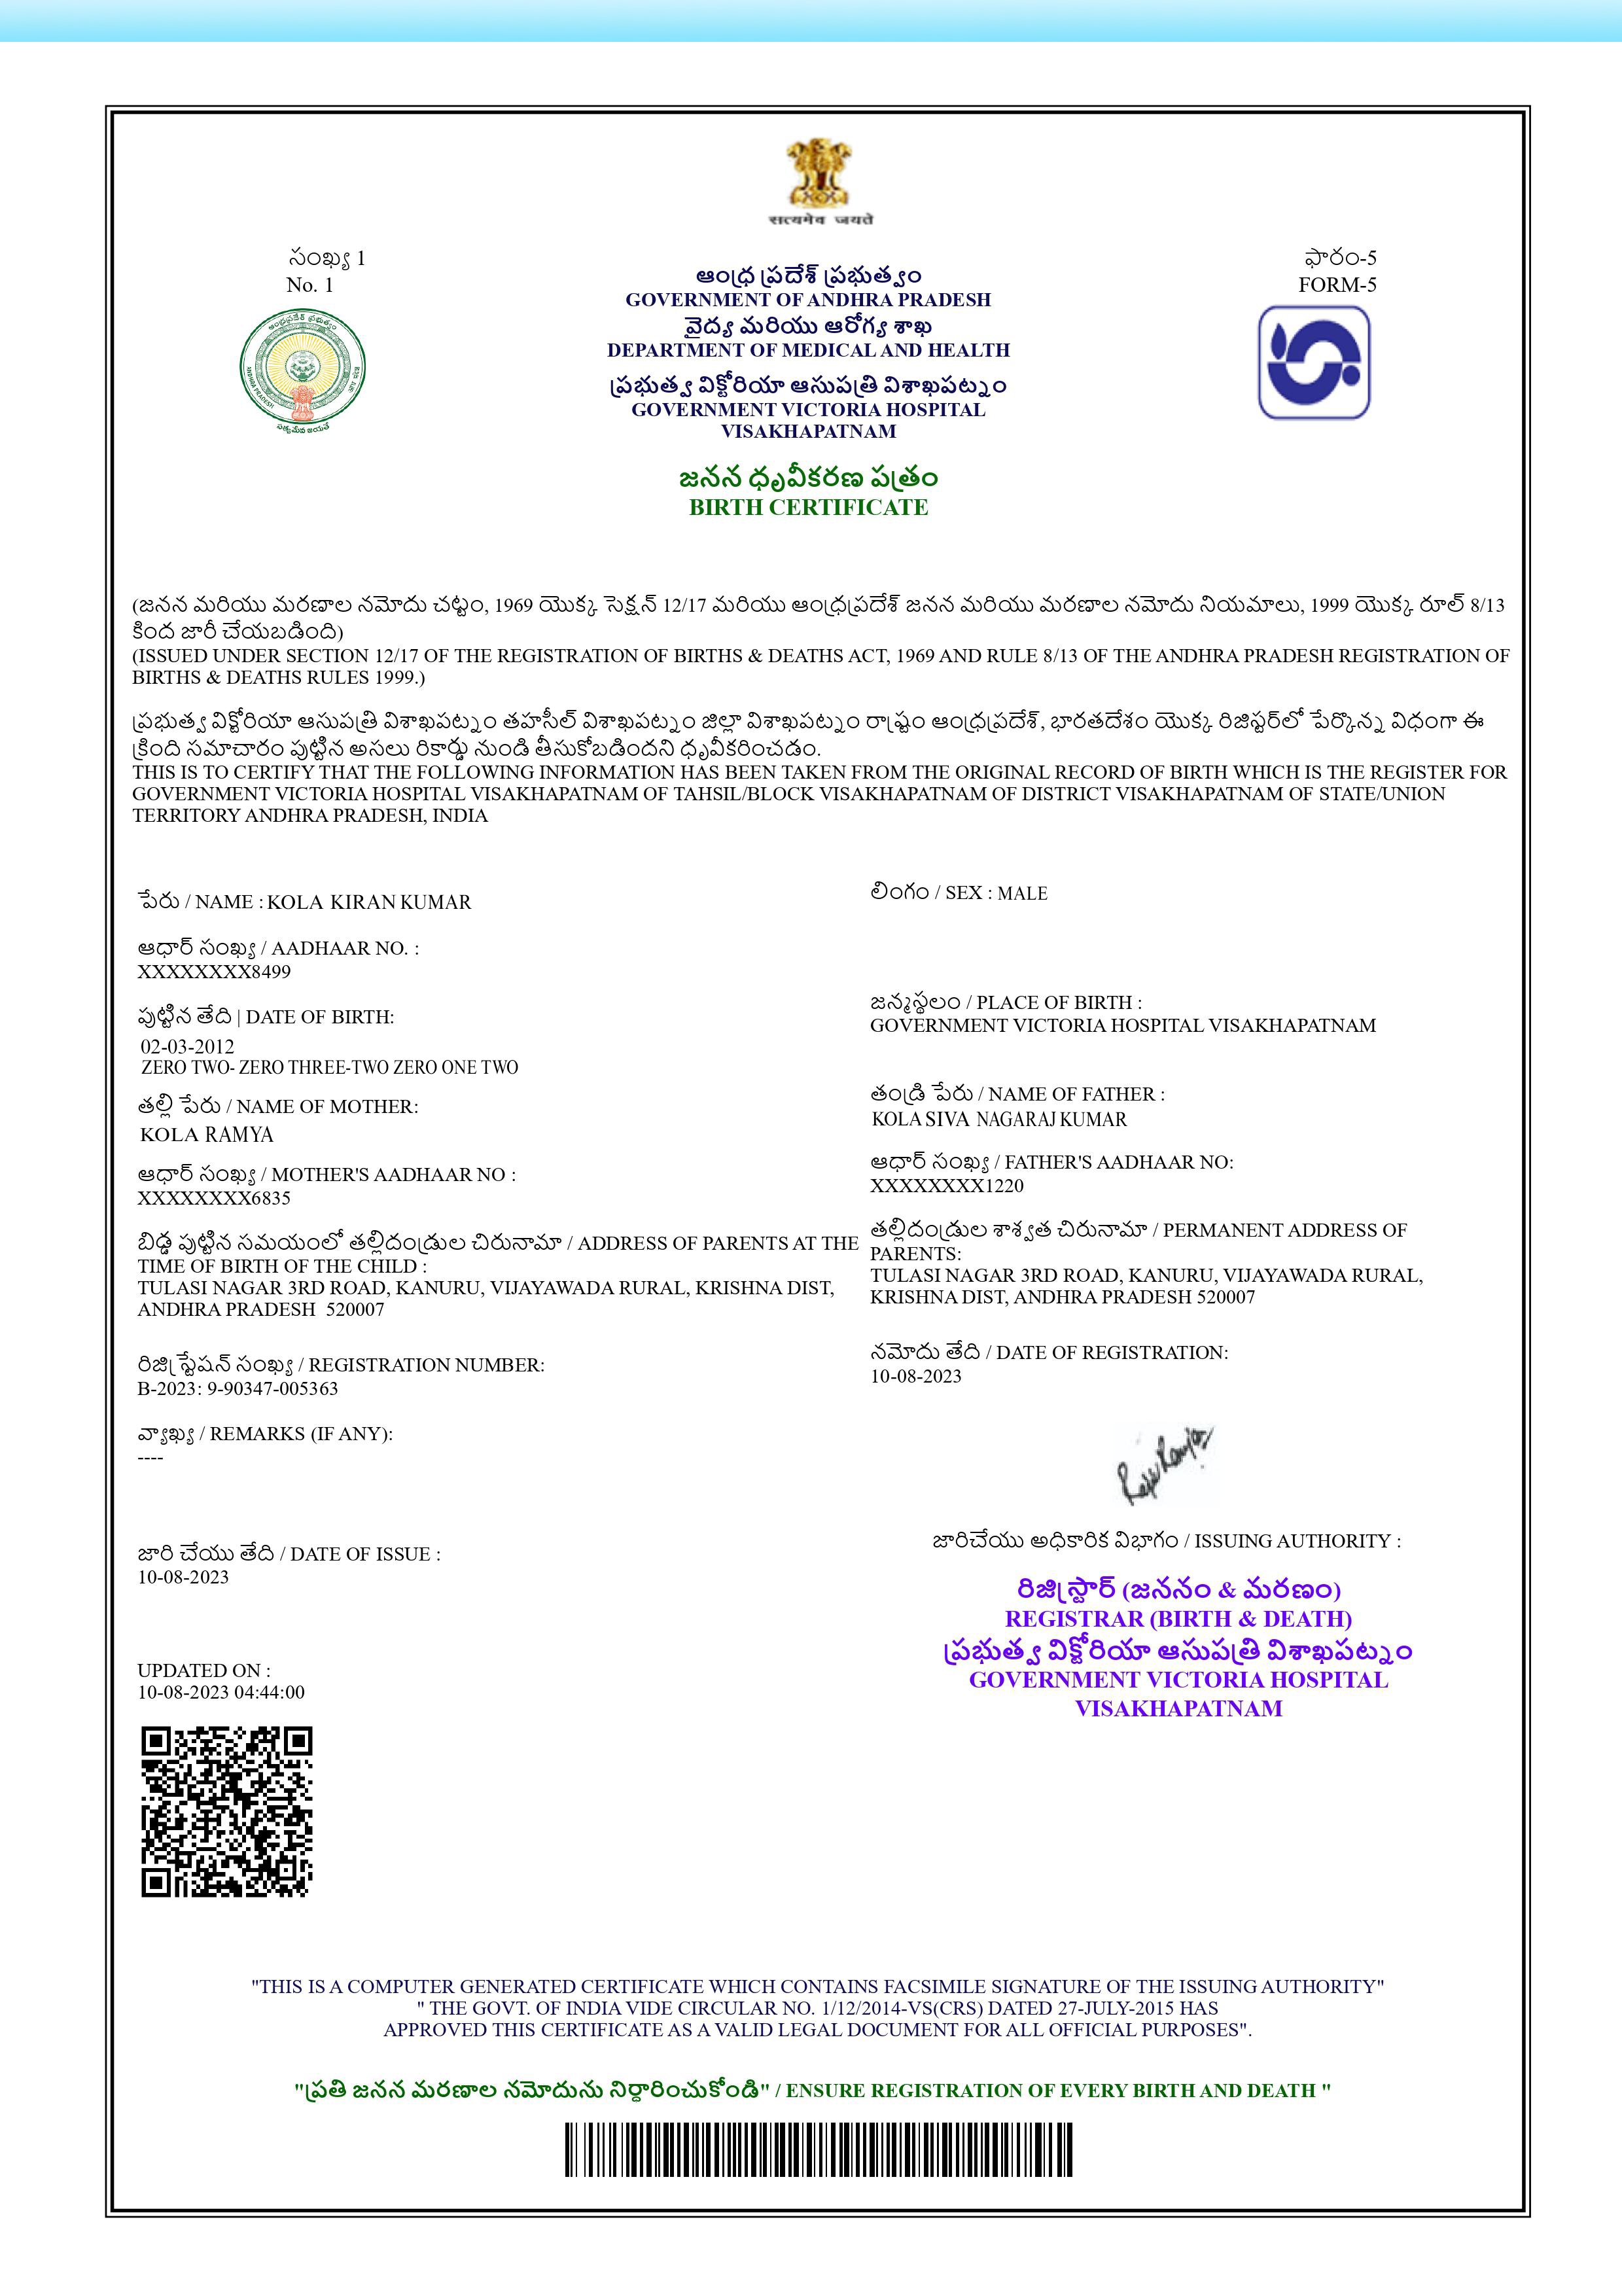 सत्यमेव जयते
సంఖ్య 1
No. 1
ఫారం-5
FORM-5
ఆంధ్రప్రదేశ్ ప్రభుత్వం
ANDHRA PRADESH
సత్యమేవ జయతే
ఆంధ్ర ప్రదేశ్ ప్రభుత్వం
GOVERNMENT OF ANDHRA PRADESH
వైద్య మరియు ఆరోగ్య శాఖ
DEPARTMENT OF MEDICAL AND HEALTH
ప్రభుత్వ విక్టోరియా ఆసుపత్రి విశాఖపట్నం
GOVERNMENT VICTORIA HOSPITAL
VISAKHAPATNAM
జనన ధృవీకరణ పత్రం
BIRTH CERTIFICATE
(జనన మరియు మరణాల నమోదు చట్టం, 1969 యొక్క సెక్షన్ 12/17 మరియు ఆంధ్రప్రదేశ్ జనన మరియు మరణాల నమోదు నియమాలు, 1999 యొక్క రూల్ 8/13
కింద జారీ చేయబడింది)
(ISSUED UNDER SECTION 12/17 OF THE REGISTRATION OF BIRTHS & DEATHS ACT, 1969 AND RULE 8/13 OF THE ANDHRA PRADESH REGISTRATION OF
BIRTHS & DEATHS RULES 1999.)
ప్రభుత్వ విక్టోరియా ఆసుపత్రి విశాఖపట్నం తహసీల్ విశాఖపట్నం జిల్లా విశాఖపట్నం రాష్ట్రం ఆంధ్రప్రదేశ్, భారతదేశం యొక్క రిజిస్టర్‌లో పేర్కొన్న విధంగా ఈ
క్రింది సమాచారం పుట్టిన అసలు రికార్డు నుండి తీసుకోబడిందని ధృవీకరించడం.
THIS IS TO CERTIFY THAT THE FOLLOWING INFORMATION HAS BEEN TAKEN FROM THE ORIGINAL RECORD OF BIRTH WHICH IS THE REGISTER FOR
GOVERNMENT VICTORIA HOSPITAL VISAKHAPATNAM OF TAHSIL/BLOCK VISAKHAPATNAM OF DISTRICT VISAKHAPATNAM OF STATE/UNION
TERRITORY ANDHRA PRADESH, INDIA
పేరు / NAME : KOLA KIRAN KUMAR
లింగం / SEX : MALE
ఆధార్ సంఖ్య / AADHAAR NO. :
XXXXXXXX8499
పుట్టిన తేది | DATE OF BIRTH:
02-03-2012
ZERO TWO- ZERO THREE-TWO ZERO ONE TWO
జన్మస్థలం / PLACE OF BIRTH :
GOVERNMENT VICTORIA HOSPITAL VISAKHAPATNAM
తల్లి పేరు / NAME OF MOTHER:
KOLA RAMYA
తండ్రి పేరు / NAME OF FATHER :
KOLA SIVA NAGARAJ KUMAR
ఆధార్ సంఖ్య / MOTHER'S AADHAAR NO :
XXXXXXXX6835
ఆధార్ సంఖ్య / FATHER'S AADHAAR NO:
XXXXXXXX1220
బిడ్డ పుట్టిన సమయంలో తల్లిదండ్రుల చిరునామా / ADDRESS OF PARENTS AT THE
TIME OF BIRTH OF THE CHILD :
TULASI NAGAR 3RD ROAD, KANURU, VIJAYAWADA RURAL, KRISHNA DIST,
ANDHRA PRADESH 520007
తల్లిదండ్రుల శాశ్వత చిరునామా / PERMANENT ADDRESS OF
PARENTS:
TULASI NAGAR 3RD ROAD, KANURU, VIJAYAWADA RURAL,
KRISHNA DIST, ANDHRA PRADESH 520007
రిజిస్ట్రేషన్ సంఖ్య / REGISTRATION NUMBER:
B-2023: 9-90347-005363
నమోదు తేది / DATE OF REGISTRATION:
10-08-2023
వ్యాఖ్య / REMARKS (IF ANY):
----
జారి చేయు తేది / DATE OF ISSUE :
10-08-2023
జారిచేయు అధికారిక విభాగం / ISSUING AUTHORITY :
రిజిస్ట్రార్ (జననం & మరణం)
REGISTRAR (BIRTH & DEATH)
ప్రభుత్వ విక్టోరియా ఆసుపత్రి విశాఖపట్నం
GOVERNMENT VICTORIA HOSPITAL
VISAKHAPATNAM
UPDATED ON :
10-08-2023 04:44:00
"THIS IS A COMPUTER GENERATED CERTIFICATE WHICH CONTAINS FACSIMILE SIGNATURE OF THE ISSUING AUTHORITY"
" THE GOVT. OF INDIA VIDE CIRCULAR NO. 1/12/2014-VS(CRS) DATED 27-JULY-2015 HAS
APPROVED THIS CERTIFICATE AS A VALID LEGAL DOCUMENT FOR ALL OFFICIAL PURPOSES".
"ప్రతి జనన మరణాల నమోదును నిర్ధారించుకోండి" / ENSURE REGISTRATION OF EVERY BIRTH AND DEATH "